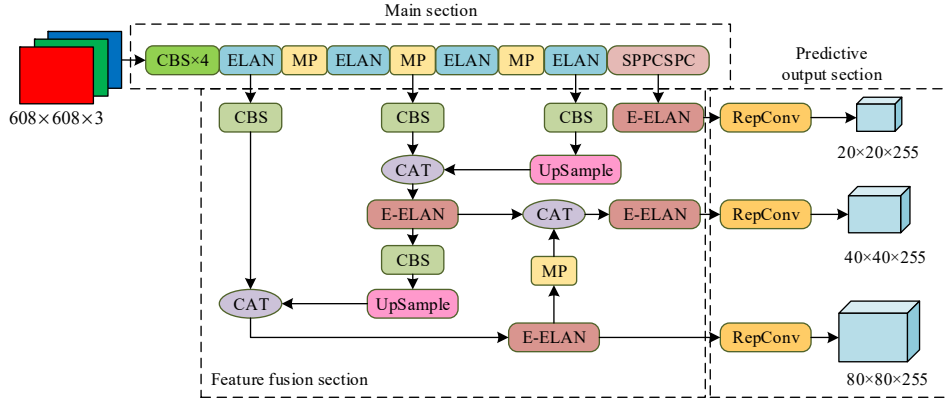 Main section
CBS×4 ELAN MP ELAN MP ELAN MP ELAN SPPCSPC
608×608×3
Predictive
output section
CBS CBS CBS E-ELAN RepConv
20×20×255
CAT UpSample
E-ELAN CAT E-ELAN RepConv
40×40×255
CBS MP
CAT UpSample
E-ELAN RepConv
80×80×255
Feature fusion section